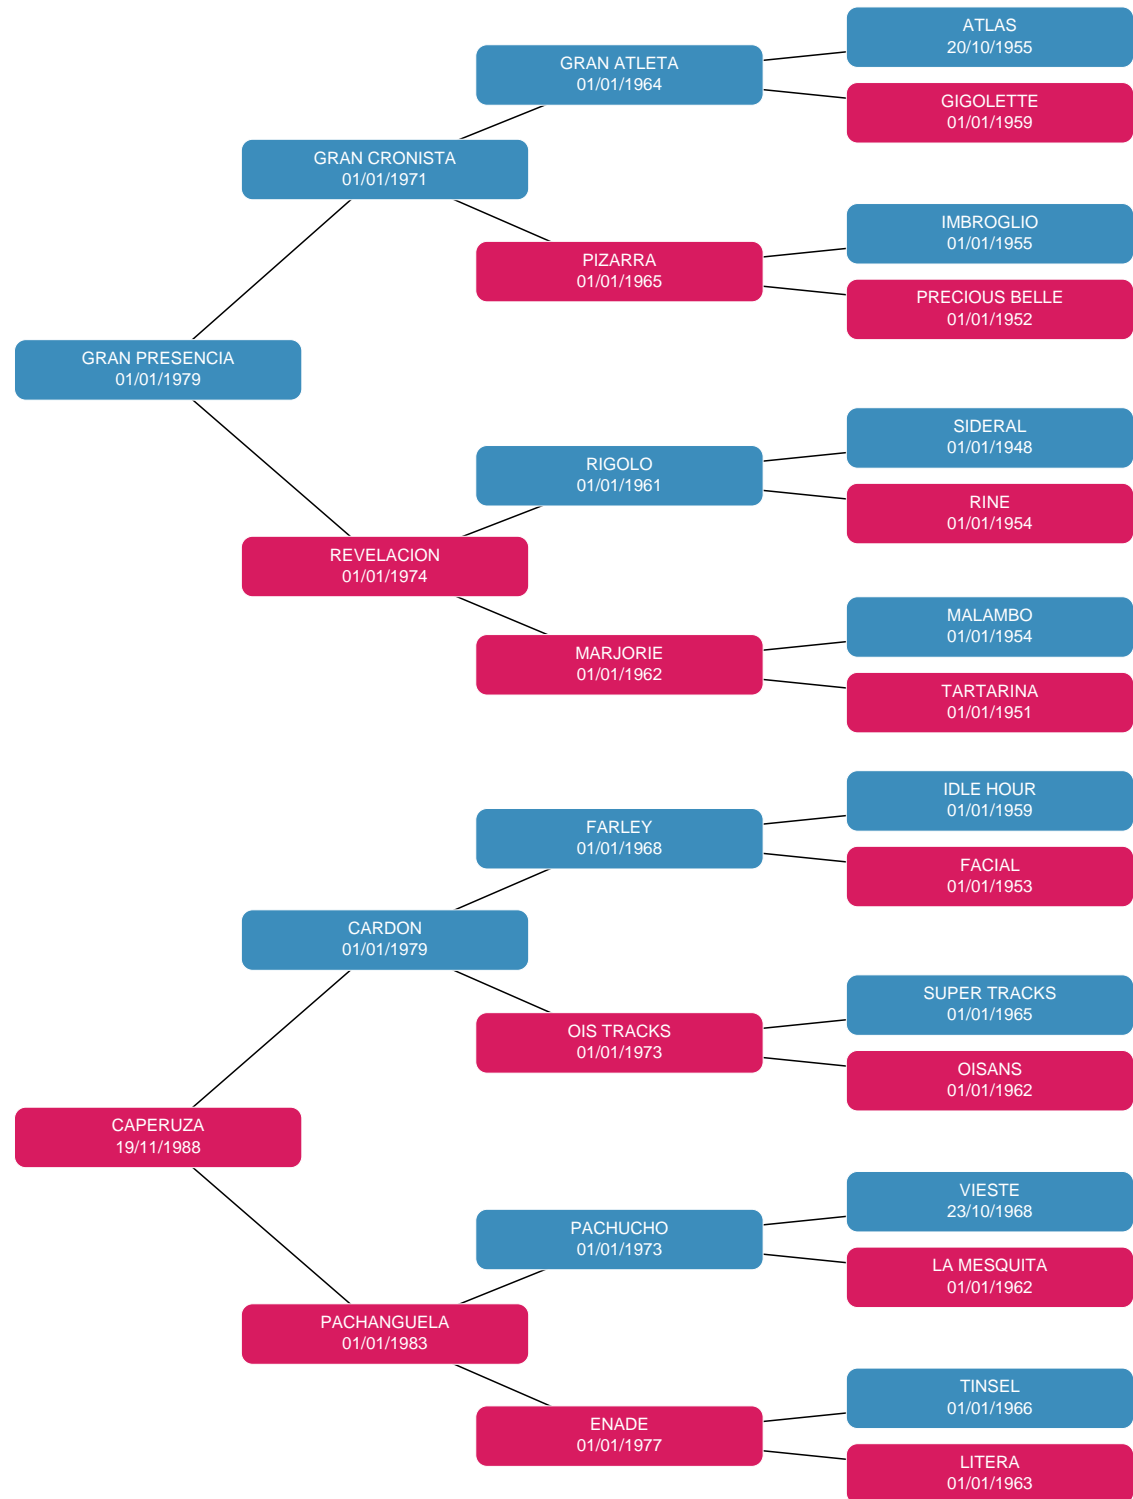 ATLAS
20/10/1955
GRAN ATLETA
01/01/1964
GIGOLETTE
01/01/1959
GRAN CRONISTA
01/01/1971
IMBROGLIO
01/01/1955
PIZARRA
01/01/1965
PRECIOUS BELLE
01/01/1952
GRAN PRESENCIA
01/01/1979
SIDERAL
01/01/1948
RIGOLO
01/01/1961
RINE
01/01/1954
REVELACION
01/01/1974
MALAMBO
01/01/1954
MARJORIE
01/01/1962
TARTARINA
01/01/1951
IDLE HOUR
01/01/1959
FARLEY
01/01/1968
FACIAL
01/01/1953
CARDON
01/01/1979
SUPER TRACKS
01/01/1965
OIS TRACKS
01/01/1973
OISANS
01/01/1962
CAPERUZA
19/11/1988
VIESTE
23/10/1968
PACHUCHO
01/01/1973
LA MESQUITA
01/01/1962
PACHANGUELA
01/01/1983
TINSEL
01/01/1966
ENADE
01/01/1977
LITERA
01/01/1963